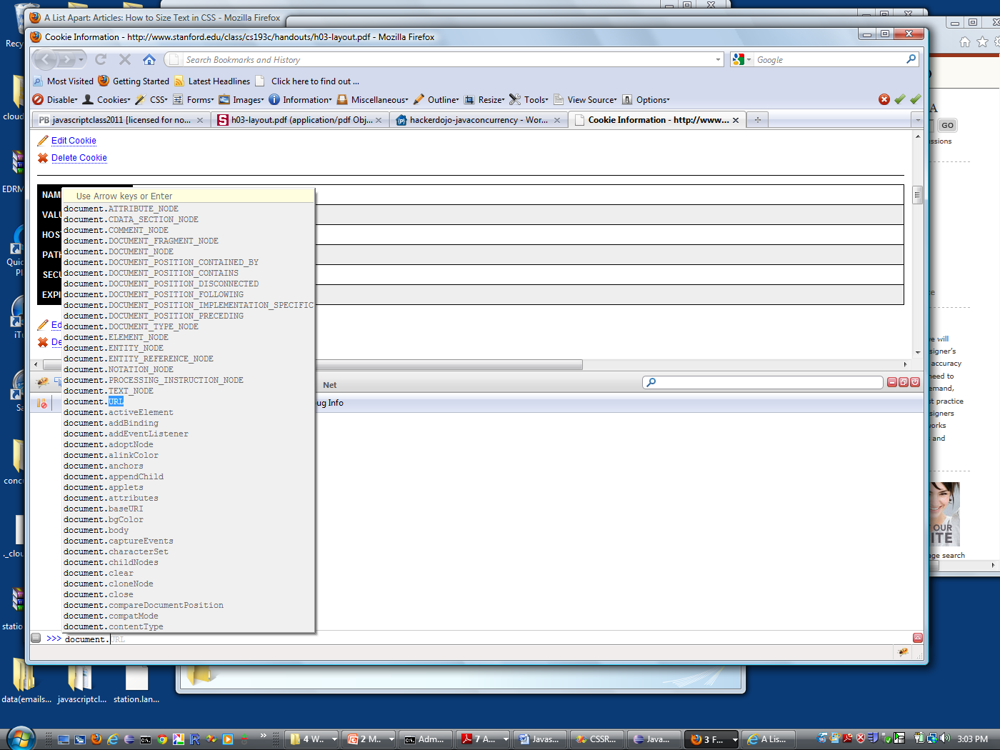 A List Apart: Articles: How to Size Text in CSS - Mozilla Firefox
Cookie Information - http://www.stanford.edu/class/cs193c/handouts/h03-layout.pdf - Mozilla Firefox
Search Bookmarks and History
Google
Most Visited Getting Started Latest Headlines Click here to find out ...
Disable Cookies CSS Forms Images Information Miscellaneous Outline Resize Tools View Source Options
PB javascriptclass2011 [licensed for no... h03-layout.pdf (application/pdf Obj... hackerdojo-javaconcurrency - Wor... Cookie Information - http://www...
Edit Cookie
Delete Cookie
NAM
VALU
HOST
PATH
SECU
EXPI
Ed
De
Use Arrow keys or Enter
document.ATTRIBUTE_NODE
document.CDATA_SECTION_NODE
document.COMMENT_NODE
document.DOCUMENT_FRAGMENT_NODE
document.DOCUMENT_NODE
document.DOCUMENT_POSITION_CONTAINED_BY
document.DOCUMENT_POSITION_CONTAINS
document.DOCUMENT_POSITION_DISCONNECTED
document.DOCUMENT_POSITION_FOLLOWING
document.DOCUMENT_POSITION_IMPLEMENTATION_SPECIFIC
document.DOCUMENT_POSITION_PRECEDING
document.DOCUMENT_TYPE_NODE
document.ELEMENT_NODE
document.ENTITY_NODE
document.ENTITY_REFERENCE_NODE
document.NOTATION_NODE
document.PROCESSING_INSTRUCTION_NODE
document.TEXT_NODE
document.URL
document.activeElement
document.addBinding
document.addEventListener
document.adoptNode
document.alinkColor
document.anchors
document.appendChild
document.applets
document.attributes
document.baseURI
document.bgColor
document.body
document.captureEvents
document.characterSet
document.childNodes
document.clear
document.cloneNode
document.close
document.compareDocumentPosition
document.compatMode
document.contentType
Net
ug Info
>>> document.URL
Recy
cloud
EDRM
Quic
Pl
iTu
Sa
conc
._clou
statio
data(emails...
javascriptcl...
station.lan...
A
GO
ssions
ce
ve will
signer's
accuracy
need to
emand,
st practice
signers
works
and
OUR
ITE
age search
4 W... 2 M... Adm... 7 A... Javas... CSSR... Java... 3 F... A Lis...
3:03 PM